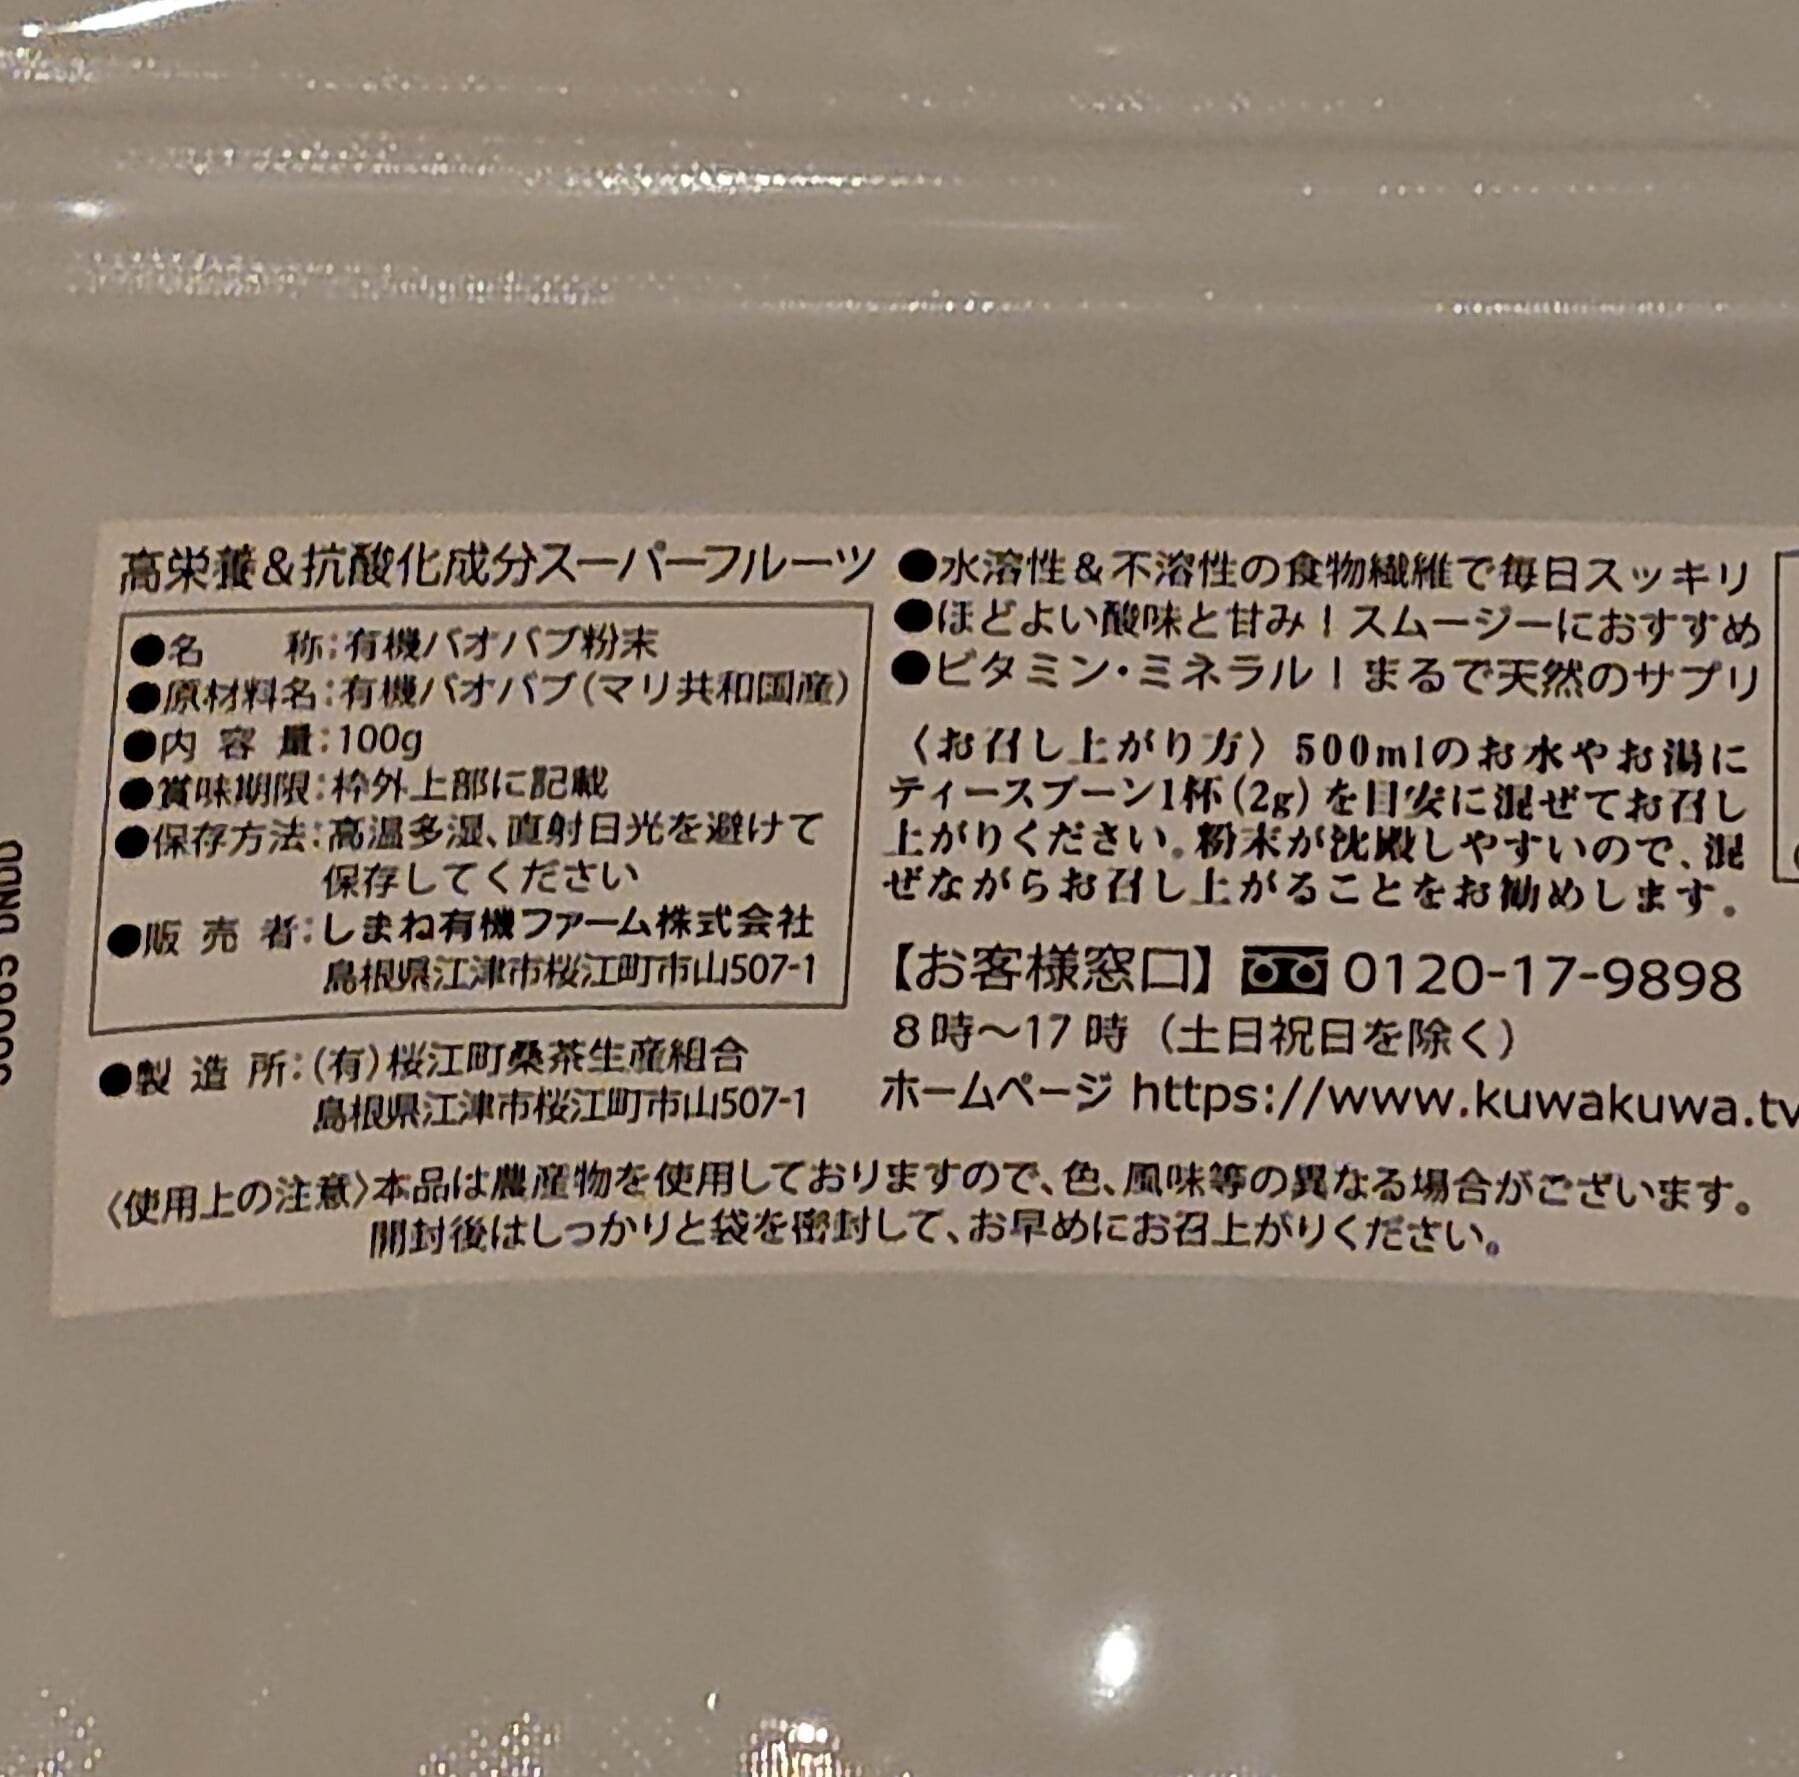 高栄養&抗酸化成分スーパーフルーツ
●名　　称:有機バオバブ粉末
●原材料名:有機バオバブ(マリ共和国産)
●内 容 量:100g
●賞味期限:枠外上部に記載
●保存方法:高温多湿、直射日光を避けて
保存してください
●販 売 者:しまね有機ファーム株式会社
島根県江津市桜江町市山507-1
●製 造 所:(有)桜江町桑茶生産組合
島根県江津市桜江町市山507-1
●水溶性&不溶性の食物繊維で毎日スッキリ
●ほどよい酸味と甘み!スムージーにおすすめ
●ビタミン・ミネラル!まるで天然のサプリ
〈お召し上がり方〉500mlのお水やお湯に
ティースプーン1杯(2g)を目安に混ぜてお召し
上がりください。粉末が沈殿しやすいので、混
ぜながらお召し上がることをお勧めします。
【お客様窓口】0120-17-9898
8時〜17時（土日祝日を除く）
ホームページ https://www.kuwakuwa.tv
〈使用上の注意〉本品は農産物を使用しておりますので、色、風味等の異なる場合がございます。
開封後はしっかりと袋を密封して、お早めにお召上がりください。